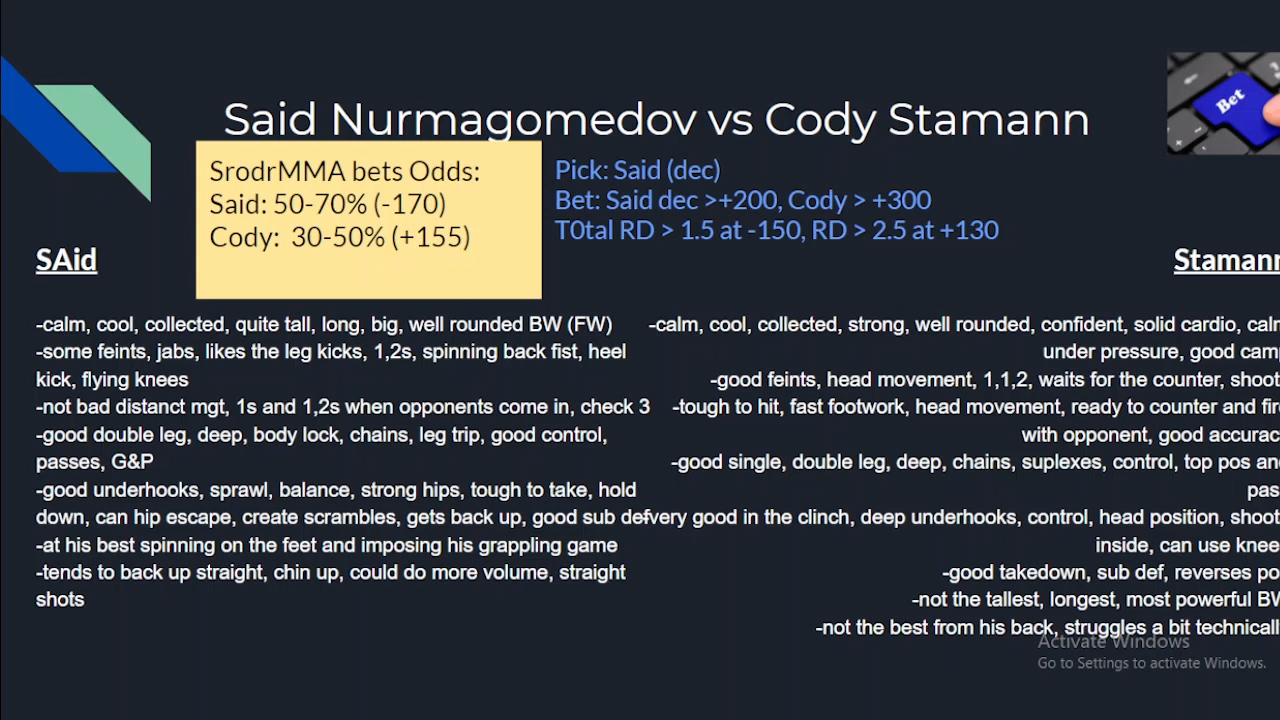 Said Nurmagomedov vs Cody Stamann
Bet
SrodrMMA bets Odds:
Said: 50-70% (-170)
Cody:  30-50% (+155)
Pick: Said (dec)
Bet: Said dec >+200, Cody > +300
T0tal RD > 1.5 at -150, RD > 2.5 at +130
SAid
-calm, cool, collected, quite tall, long, big, well rounded BW (FW)
-some feints, jabs, likes the leg kicks, 1,2s, spinning back fist, heel
kick, flying knees
-not bad distanct mgt, 1s and 1,2s when opponents come in, check 3
-good double leg, deep, body lock, chains, leg trip, good control,
passes, G&P
-good underhooks, sprawl, balance, strong hips, tough to take, hold
down, can hip escape, create scrambles, gets back up, good sub def
-at his best spinning on the feet and imposing his grappling game
-tends to back up straight, chin up, could do more volume, straight
shots
Stamann
-calm, cool, collected, strong, well rounded, confident, solid cardio,
under pressure, good
-good feints, head movement, 1,1,2, waits for the counter,
-tough to hit, fast footwork, head movement, ready to counter and
with opponent, good
-good single, double leg, deep, chains, suplexes, control, top pos
-very good in the clinch, deep underhooks, control, head position,
inside, can use
-good takedown, sub def, reverses
-not the tallest, longest, most powerful BW
-not the best from his back, struggles a bit
Activate Windows
Go to Settings to activate Windows.